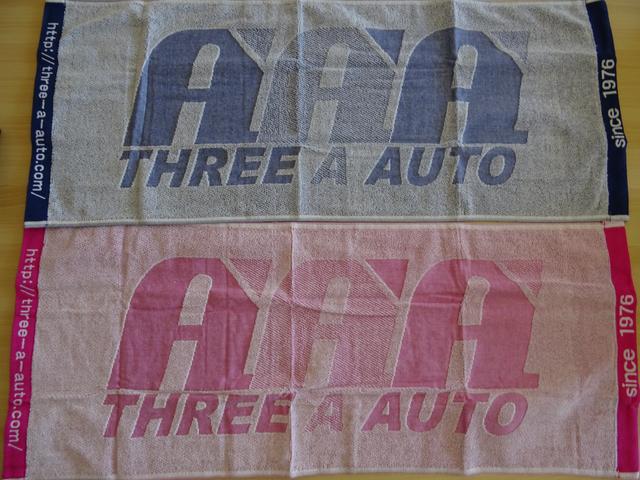 http://three-a-auto.com/
AAA
THREE A AUTO
since 1976
http://three-a-auto.com/
AAA
THREE A AUTO
since 1976